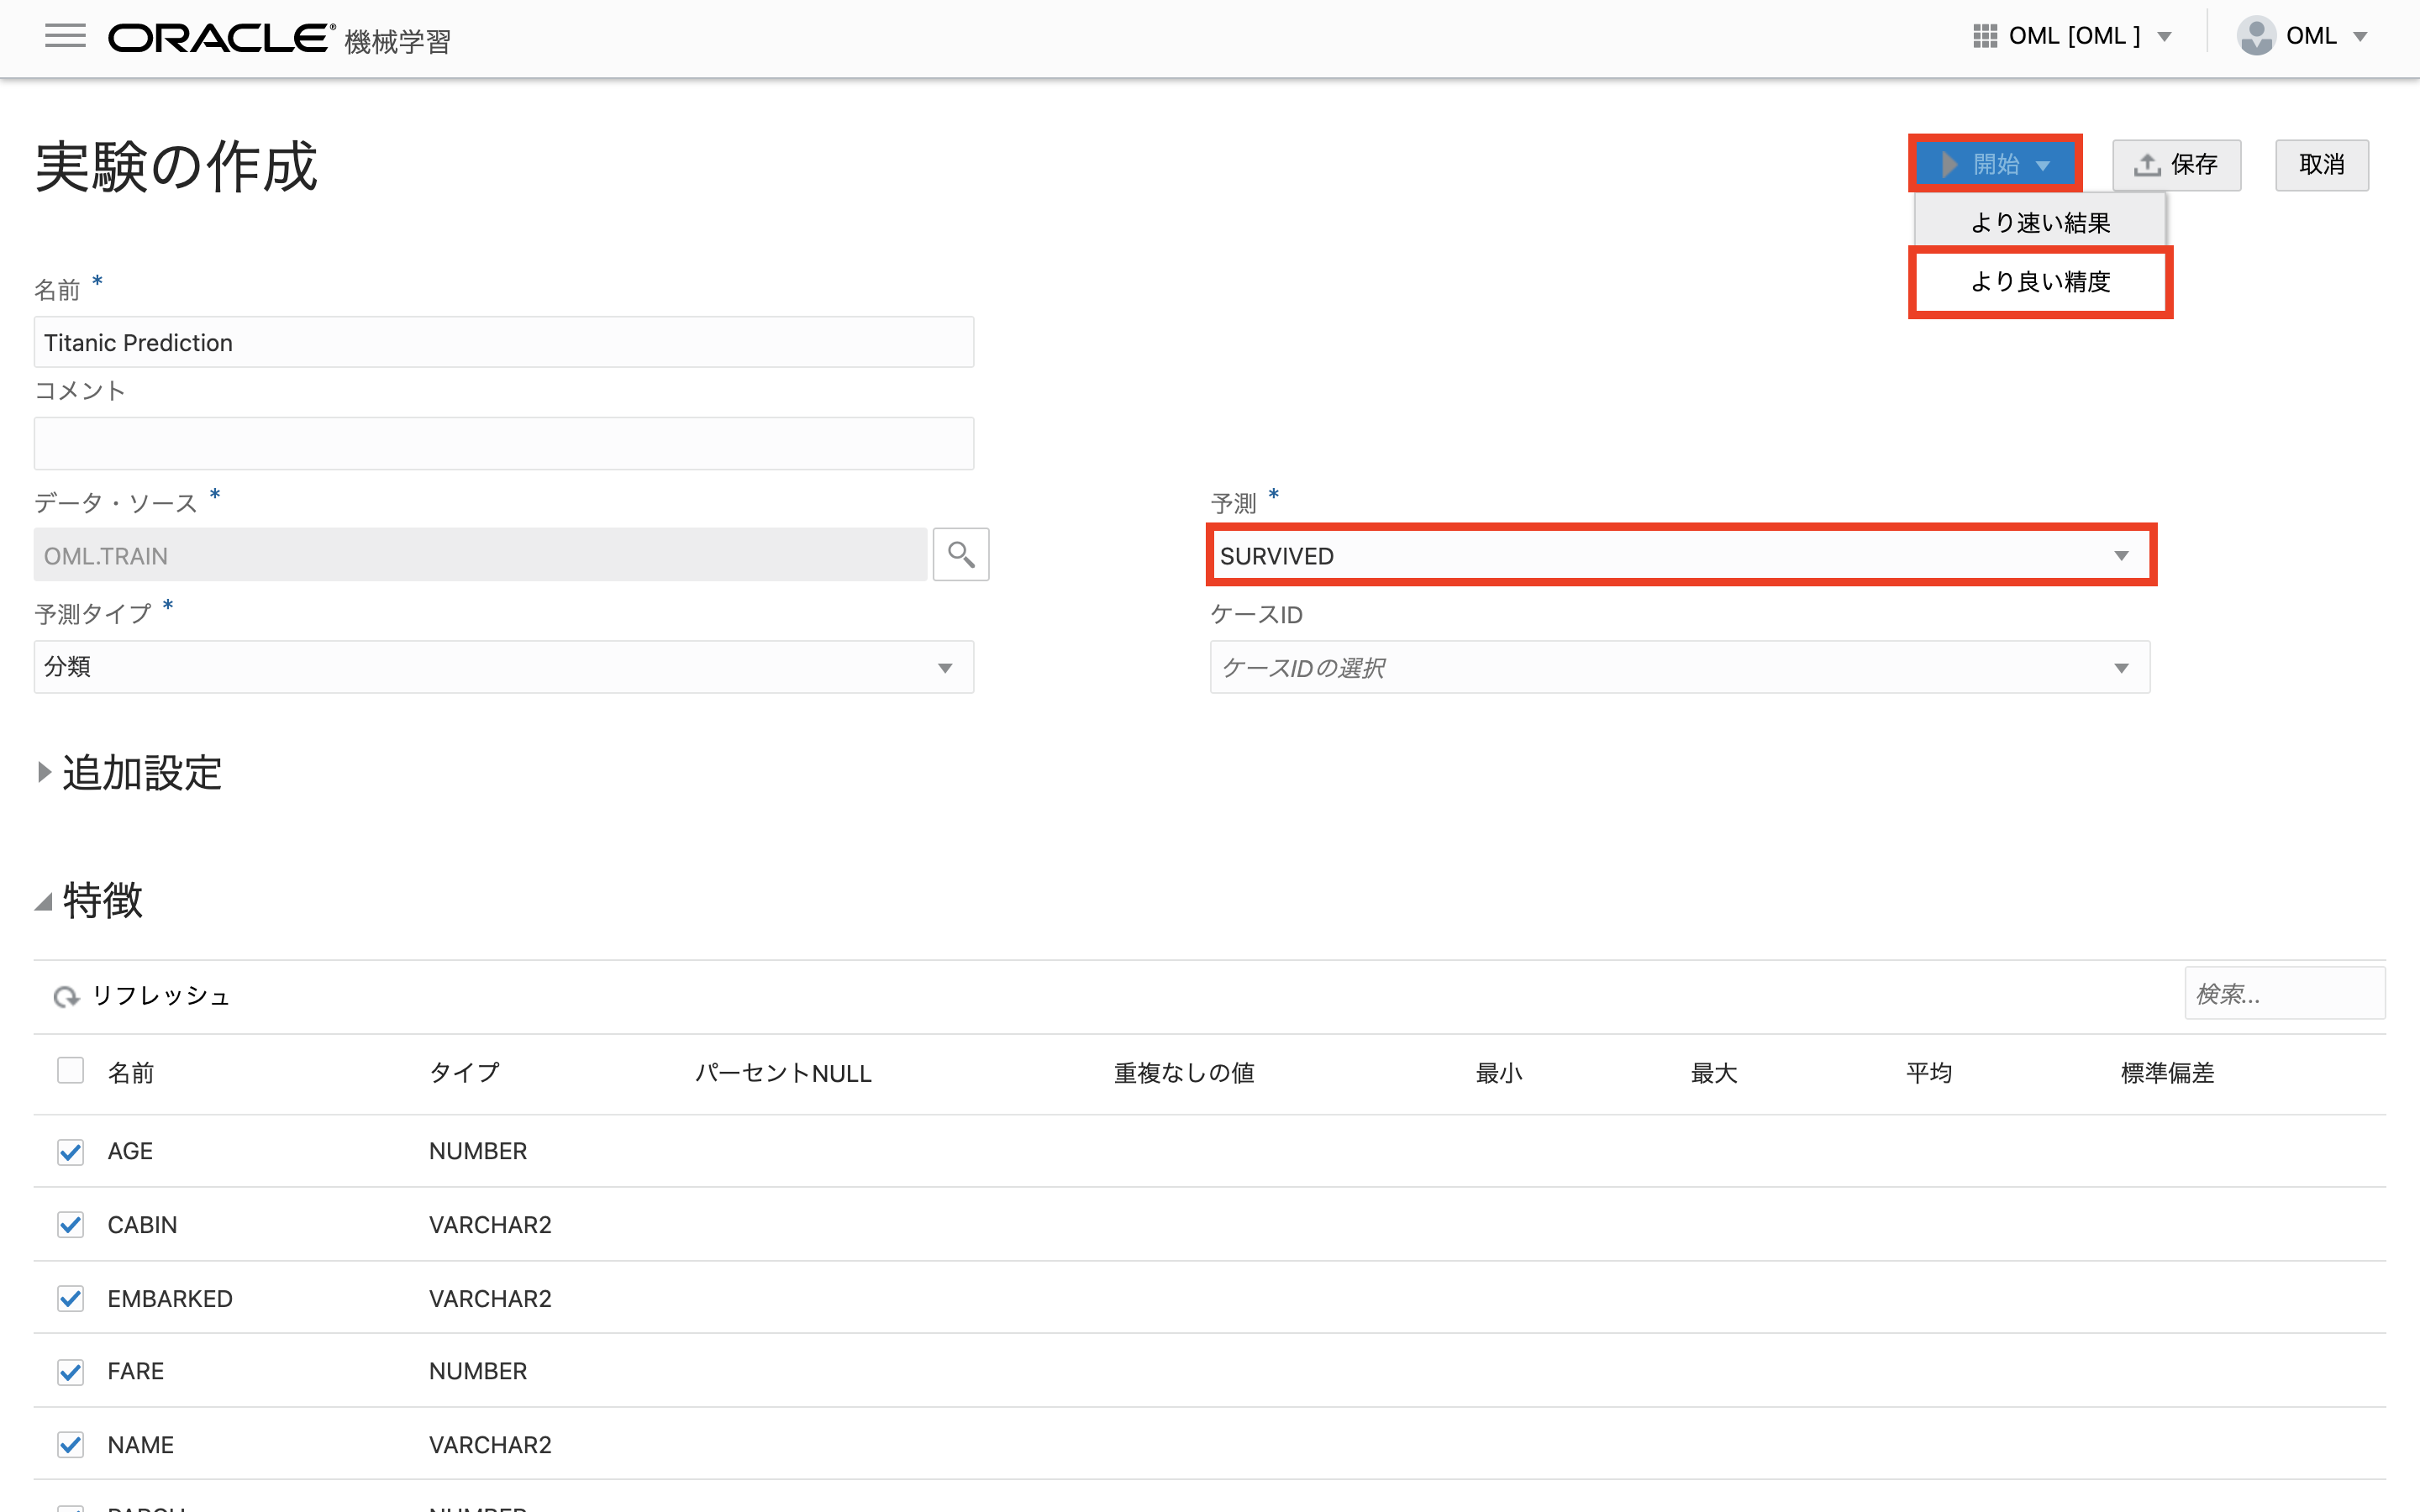 ORACLE® 機械学習
OML [OML ]
OML
実験の作成
開始
保存
取消
より速い結果
より良い精度
名前 *
Titanic Prediction
コメント
データ・ソース *
OML.TRAIN
予測 *
SURVIVED
予測タイプ *
分類
ケースID
ケースIDの選択
追加設定
特徴
リフレッシュ
検索...
名前 タイプ パーセントNULL 重複なしの値 最小 最大 平均 標準偏差
AGE NUMBER
CABIN VARCHAR2
EMBARKED VARCHAR2
FARE NUMBER
NAME VARCHAR2